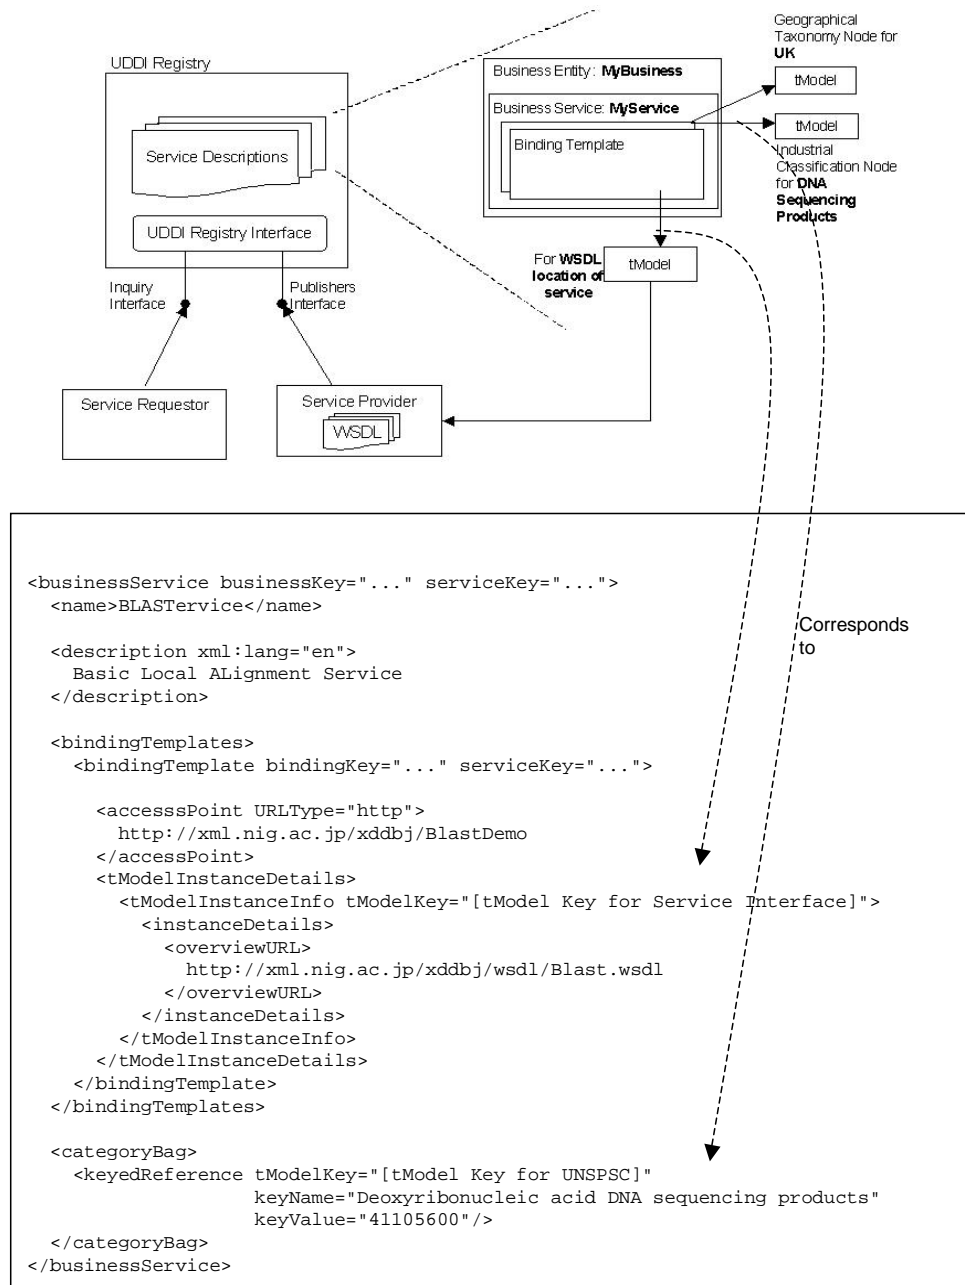 Geographical
Taxonomy Node for
UK
tModel
tModel
Industrial
Classification Node
for DNA
Sequencing
Products
UDDI Registry
Service Descriptions
UDDI Registry Interface
Inquiry
Interface
Publishers
Interface
Service Requestor
Service Provider
WSDL
Business Entity: MyBusiness
Business Service: MyService
Binding Template
For WSDL
location of
service
tModel
Corresponds
to
<businessService businessKey="..." serviceKey="...">
<name>BLASTervice</name>
<description xml:lang="en">
Basic Local ALignment Service
</description>
<bindingTemplates>
<bindingTemplate bindingKey="..." serviceKey="...">
<accesssPoint URLType="http">
http://xml.nig.ac.jp/xddbj/BlastDemo
</accessPoint>
<tModelInstanceDetails>
<tModelInstanceInfo tModelKey="[tModel Key for Service Interface]">
<instanceDetails>
<overviewURL>
http://xml.nig.ac.jp/xddbj/wsdl/Blast.wsdl
</overviewURL>
</instanceDetails>
</tModelInstanceInfo>
</tModelInstanceDetails>
</bindingTemplate>
</bindingTemplates>
<categoryBag>
<keyedReference tModelKey="[tModel Key for UNSPSC]"
keyName="Deoxyribonucleic acid DNA sequencing products"
keyValue="41105600"/>
</categoryBag>
</businessService>